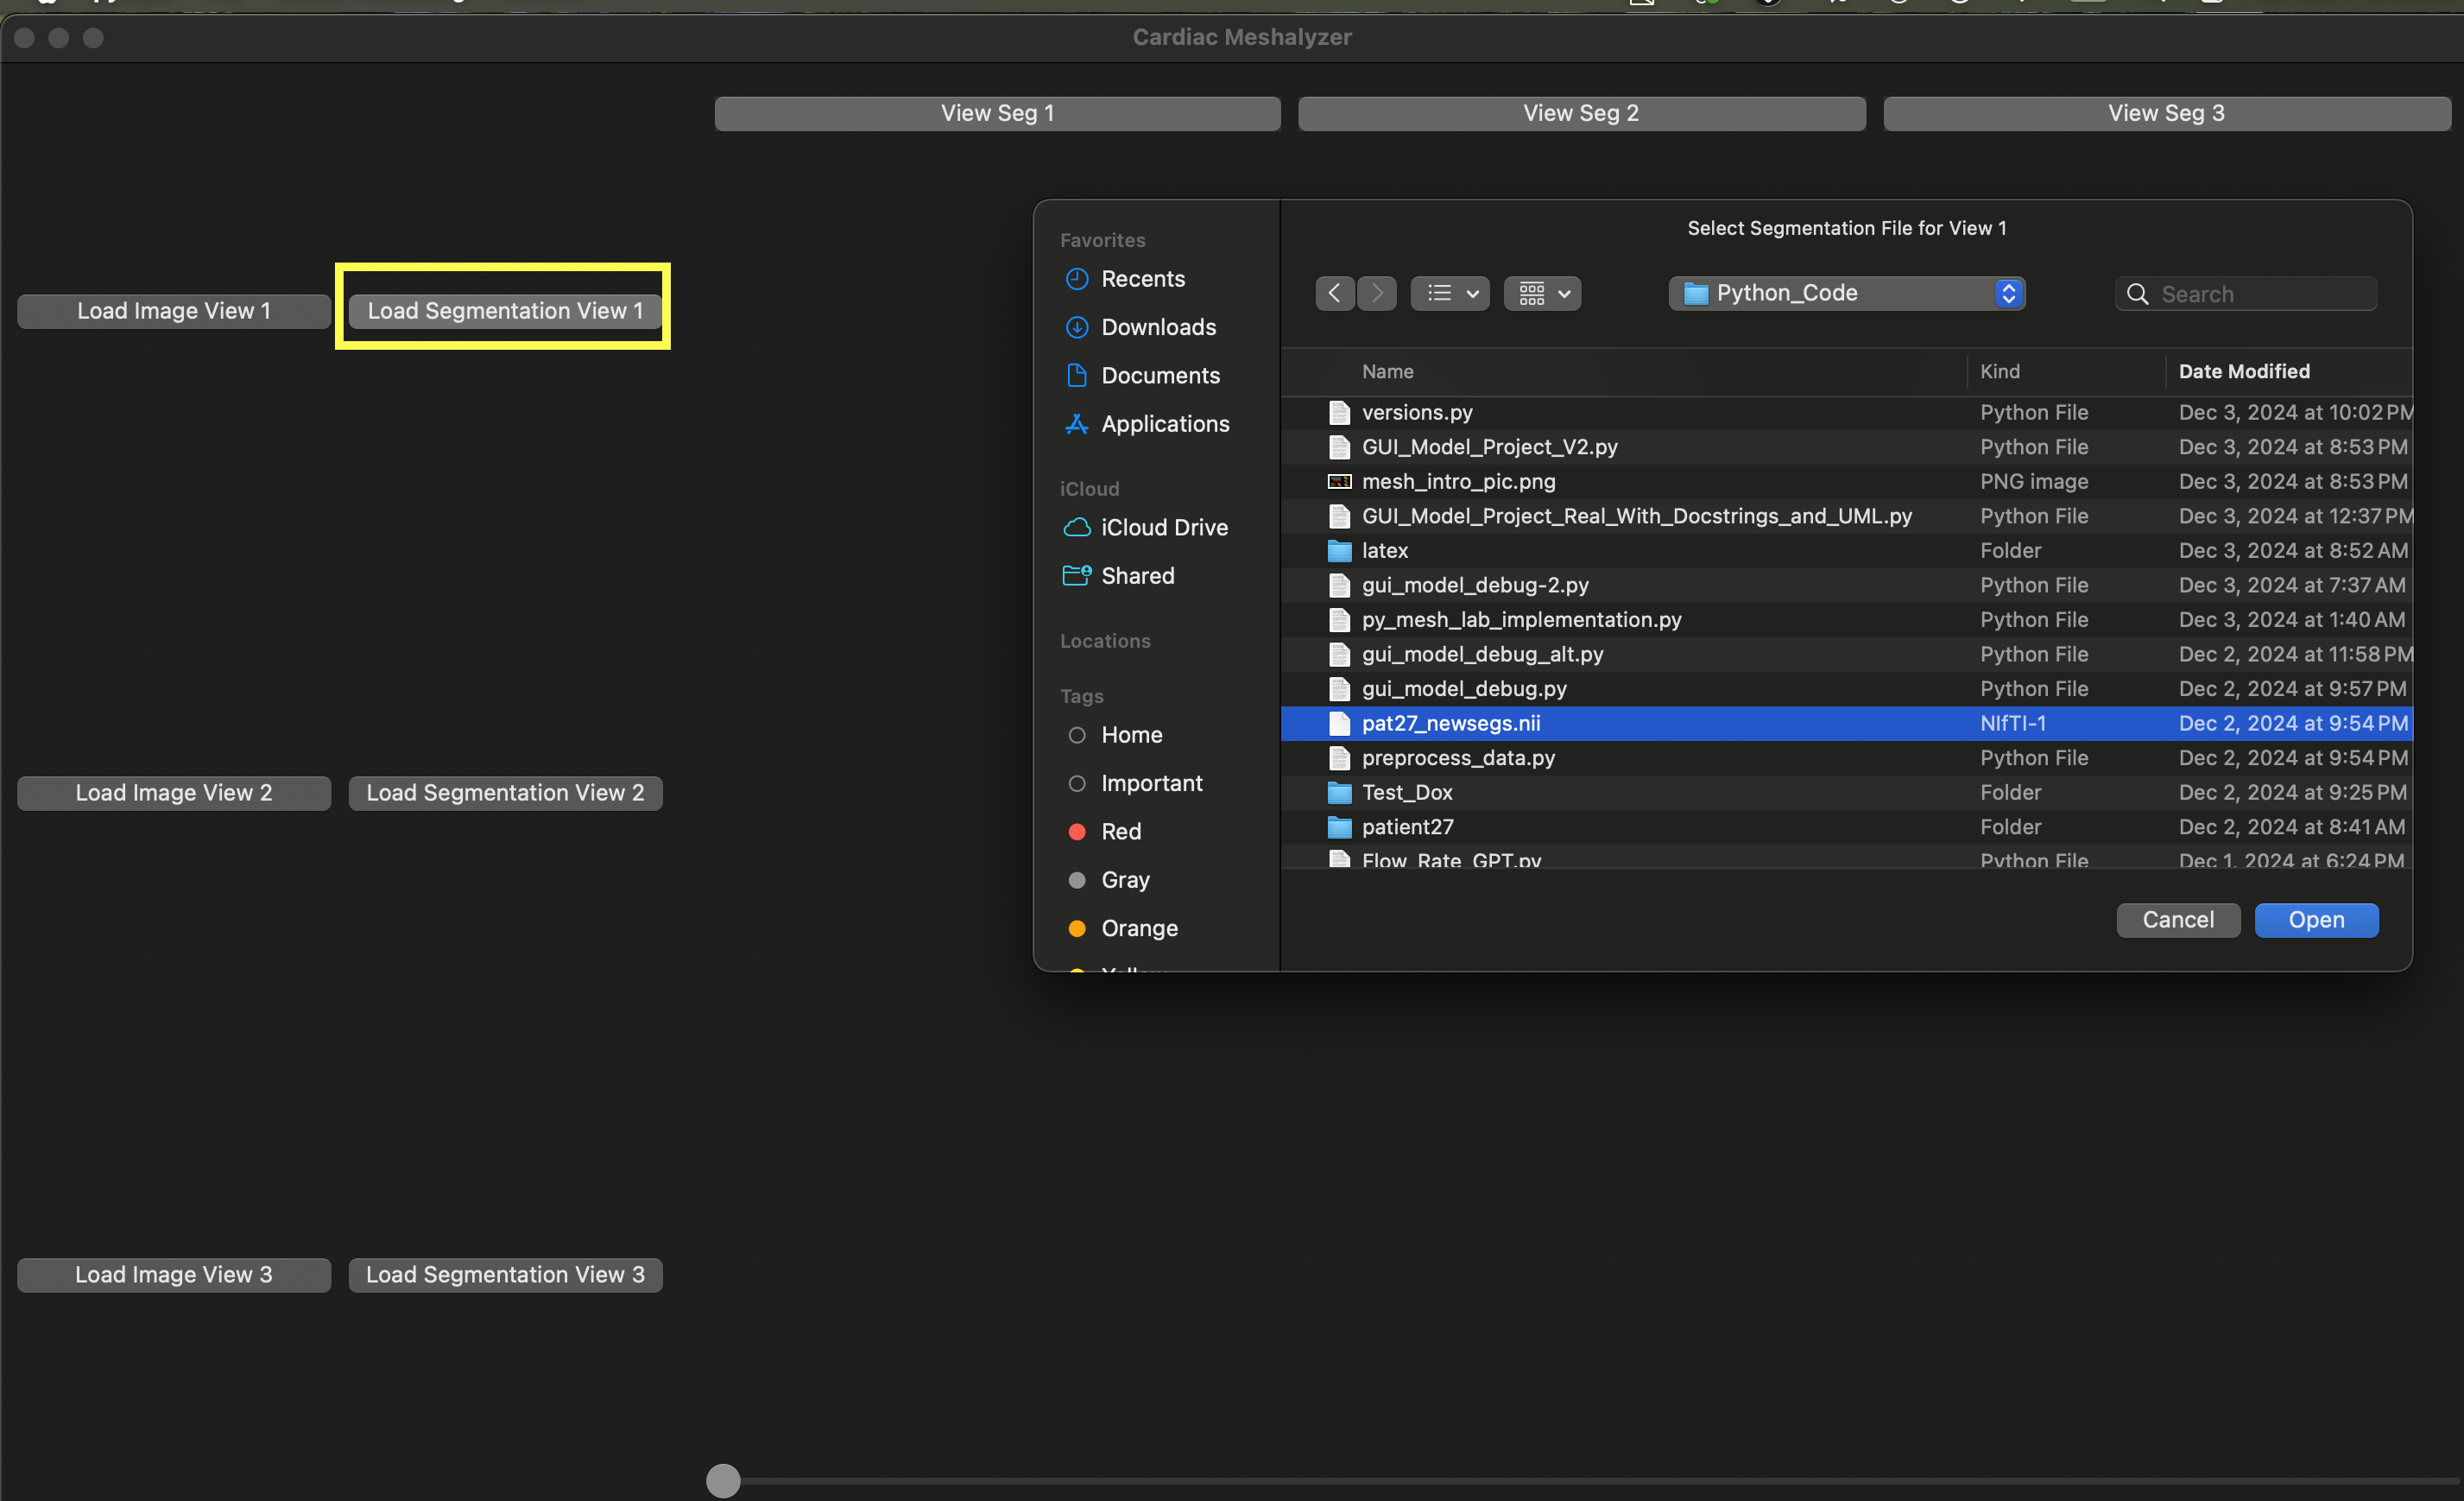 Cardiac Meshalyzer
View Seg 1
View Seg 2
View Seg 3
Load Image View 1
Load Segmentation View 1
Load Image View 2
Load Segmentation View 2
Load Image View 3
Load Segmentation View 3
Favorites
Recents
Downloads
Documents
Applications
iCloud
iCloud Drive
Shared
Locations
Tags
Home
Important
Red
Gray
Orange
Select Segmentation File for View 1
Python_Code
Search
Name Kind Date Modified
versions.py Python File Dec 3, 2024 at 10:02 PM
GUI_Model_Project_V2.py Python File Dec 3, 2024 at 8:53 PM
mesh_intro_pic.png PNG image Dec 3, 2024 at 8:53 PM
GUI_Model_Project_Real_With_Docstrings_and_UML.py Python File Dec 3, 2024 at 12:37 PM
latex Folder Dec 3, 2024 at 8:52 AM
gui_model_debug-2.py Python File Dec 3, 2024 at 7:37 AM
py_mesh_lab_implementation.py Python File Dec 3, 2024 at 1:40 AM
gui_model_debug_alt.py Python File Dec 2, 2024 at 11:58 PM
gui_model_debug.py Python File Dec 2, 2024 at 9:57 PM
pat27_newsegs.nii NIfTI-1 Dec 2, 2024 at 9:54 PM
preprocess_data.py Python File Dec 2, 2024 at 9:54 PM
Test_Dox Folder Dec 2, 2024 at 9:25 PM
patient27 Folder Dec 2, 2024 at 8:41 AM
Flow_Rate_GPT.py Python File Dec 1, 2024 at 6:24 PM
Cancel
Open